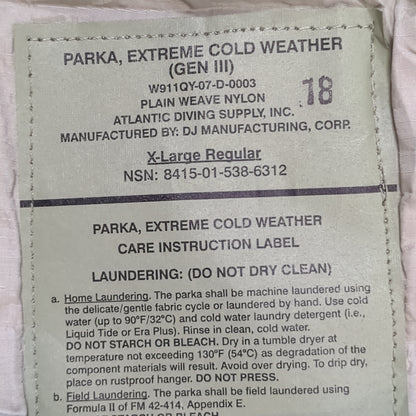 PARKA, EXTREME COLD WEATHER
(GEN III)
W911QY-07-D-0003
PLAIN WEAVE NYLON
ATLANTIC DIVING SUPPLY, INC.
18
MANUFACTURED BY: DJ MANUFACTURING, CORP.
X-Large Regular
NSN: 8415-01-538-6312
PARKA, EXTREME COLD WEATHER
CARE INSTRUCTION LABEL
LAUNDERING: (DO NOT DRY CLEAN)
a. Home Laundering. The parka shall be machine laundered using
the delicate/gentle fabric cycle or laundered by hand. Use cold
water (up to 90°F/32°C) and cold water laundry detergent (i.e.,
Liquid Tide or Era Plus). Rinse in clean, cold water.
DO NOT STARCH OR BLEACH. Dry in a tumble dryer at
temperature not exceeding 130°F (54°C) as degradation of the
component materials will result. Avoid over drying. To drip dry,
place on rustproof hanger. DO NOT PRESS.
b. Field Laundering. The parka shall be field laundered using
Formula II of FM 42-414, Appendix E.
STARCH OR BLEACH